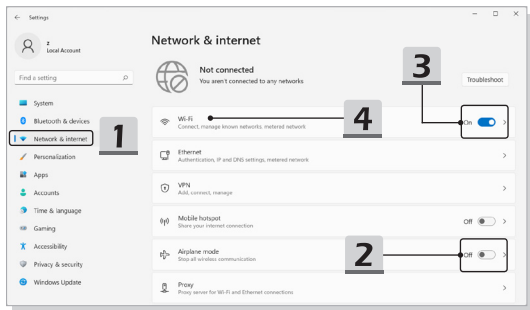 Settings
z
Local Account
Find a setting
System
Bluetooth & devices
Network & internet
Personalization
Apps
Accounts
Time & language
Gaming
Accessibility
Privacy & security
Windows Update
1
Network & internet
Not connected
You aren't connected to any networks
3
Troubleshoot
Wi-Fi
Connect, manage known networks, metered network
4
On
Ethernet
Authentication, IP and DNS settings, metered network
VPN
Add, connect, manage
Mobile hotspot
Share your internet connection
Off
Airplane mode
Stop all wireless communication
2
Off
Proxy
Proxy server for Wi-Fi and Ethernet connections